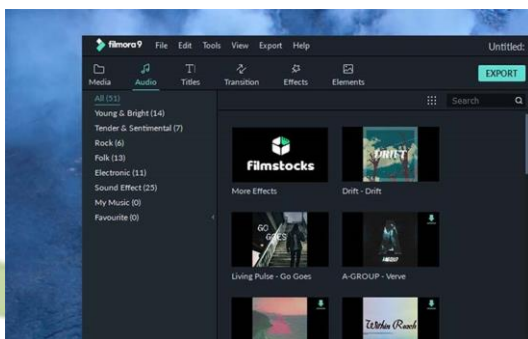 filmora9 File Edit Tools View Export Help Untitled:
Media Audio Titles Transition Effects Elements EXPORT
All (51) Search
Young & Bright (14)
Tender & Sentimental (7)
Rock (6)
Folk (13)
Electronic (11)
Sound Effect (25)
My Music (0)
Favourite (0)
Filmstocks DRIFT
More Effects Drift - Drift
GO GOES
Living Pulse - Go Goes A-GROUP - Verve
Within Reach